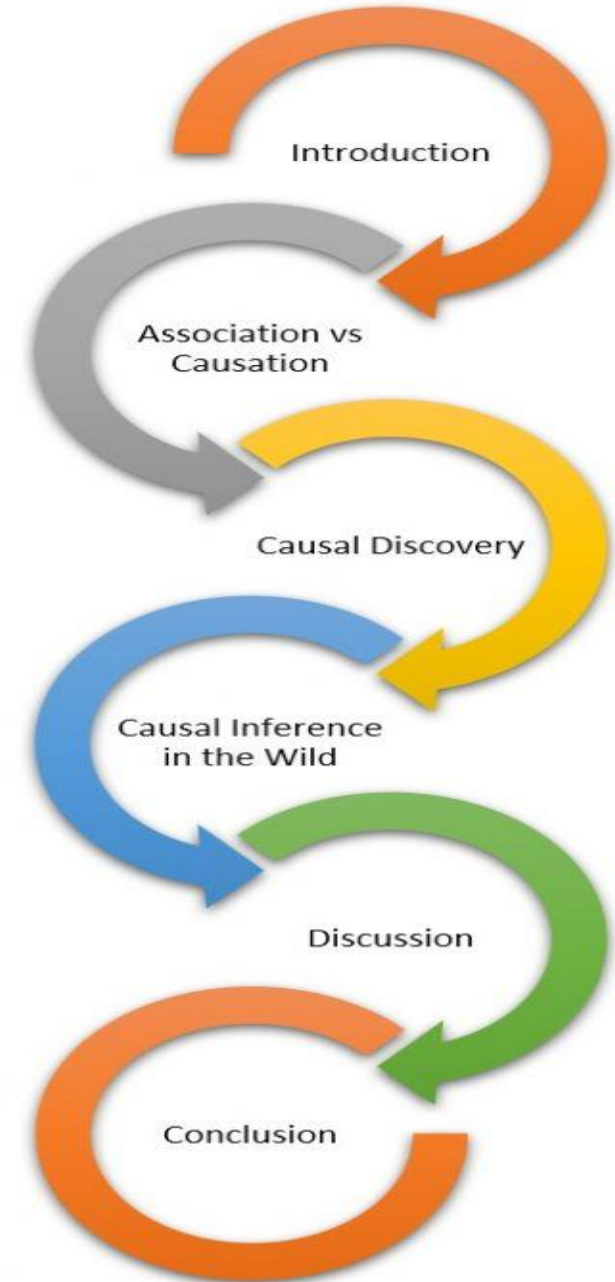 Introduction
Association vs
Causation
Causal Discovery
Causal Inference
in the Wild
Discussion
Conclusion